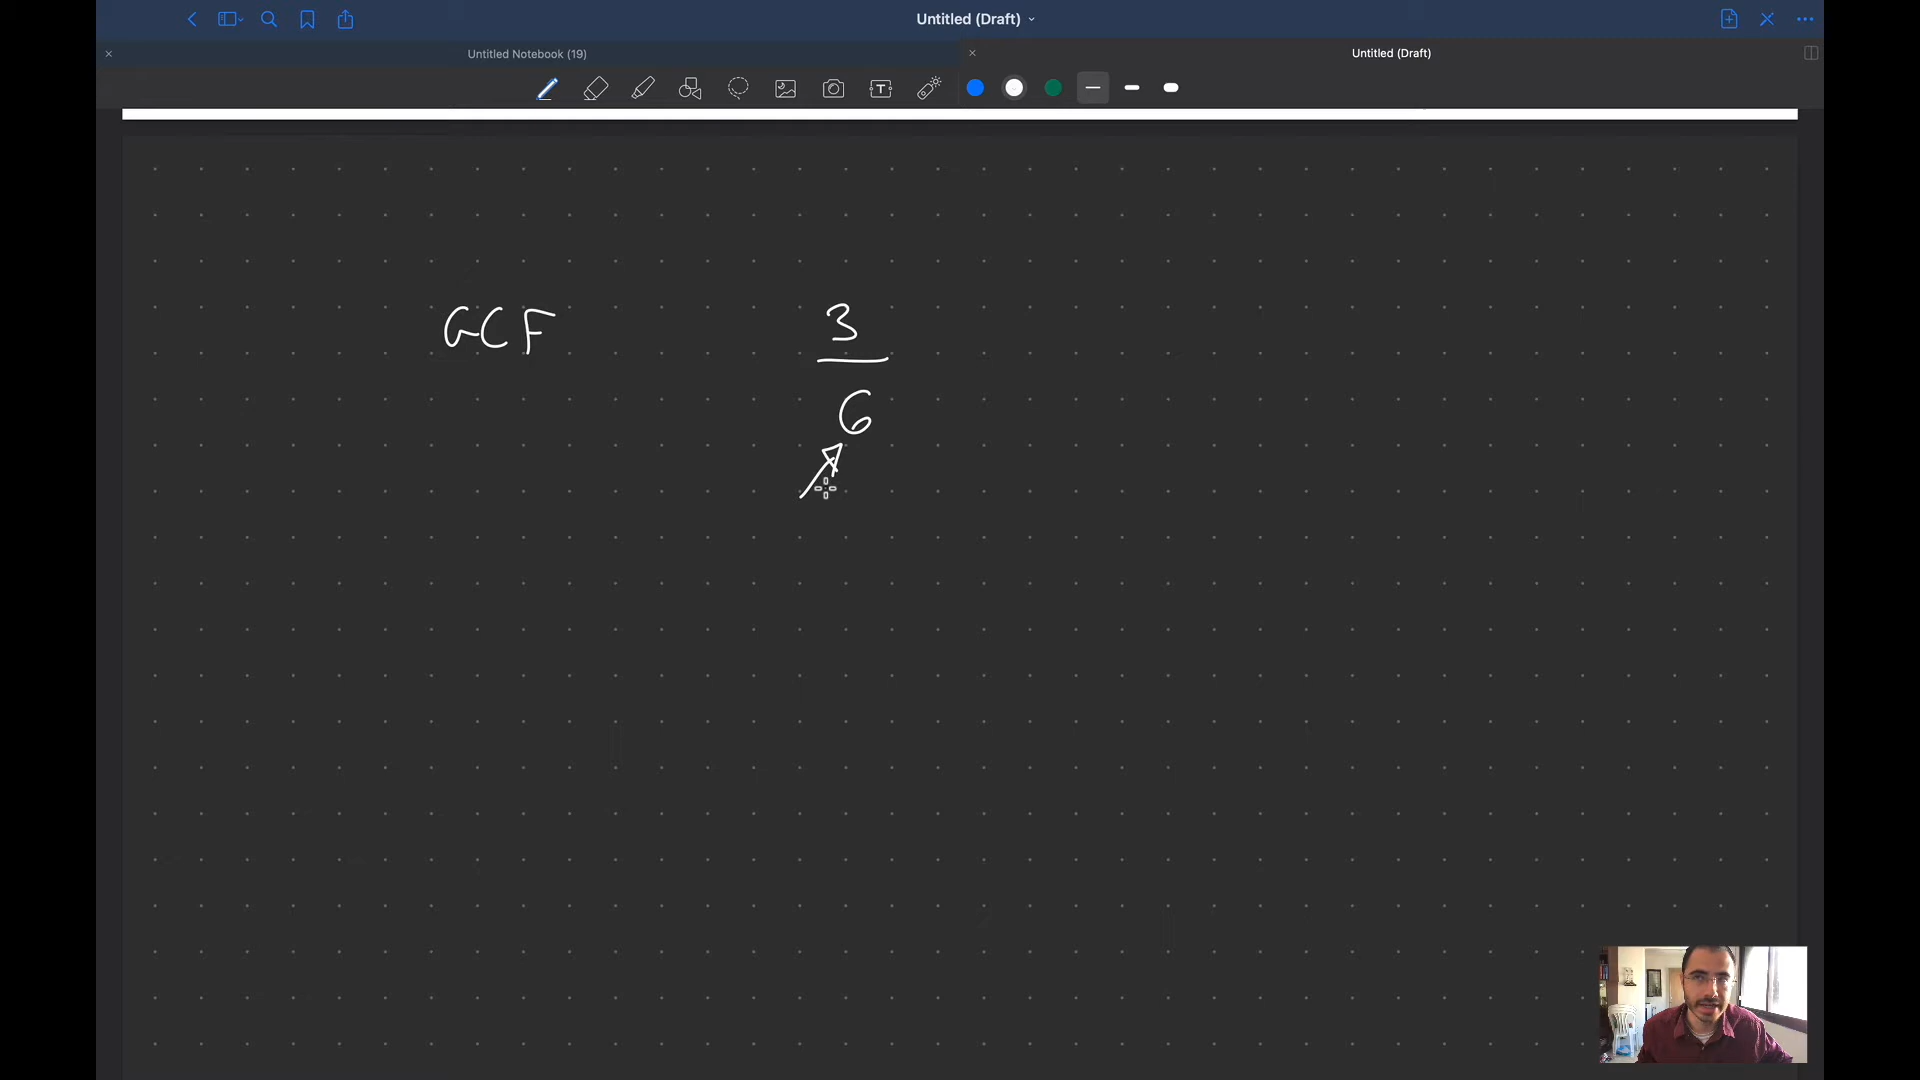 Untitled (Draft)
Untitled Notebook (19)
Untitled (Draft)
T
GCF
3
6